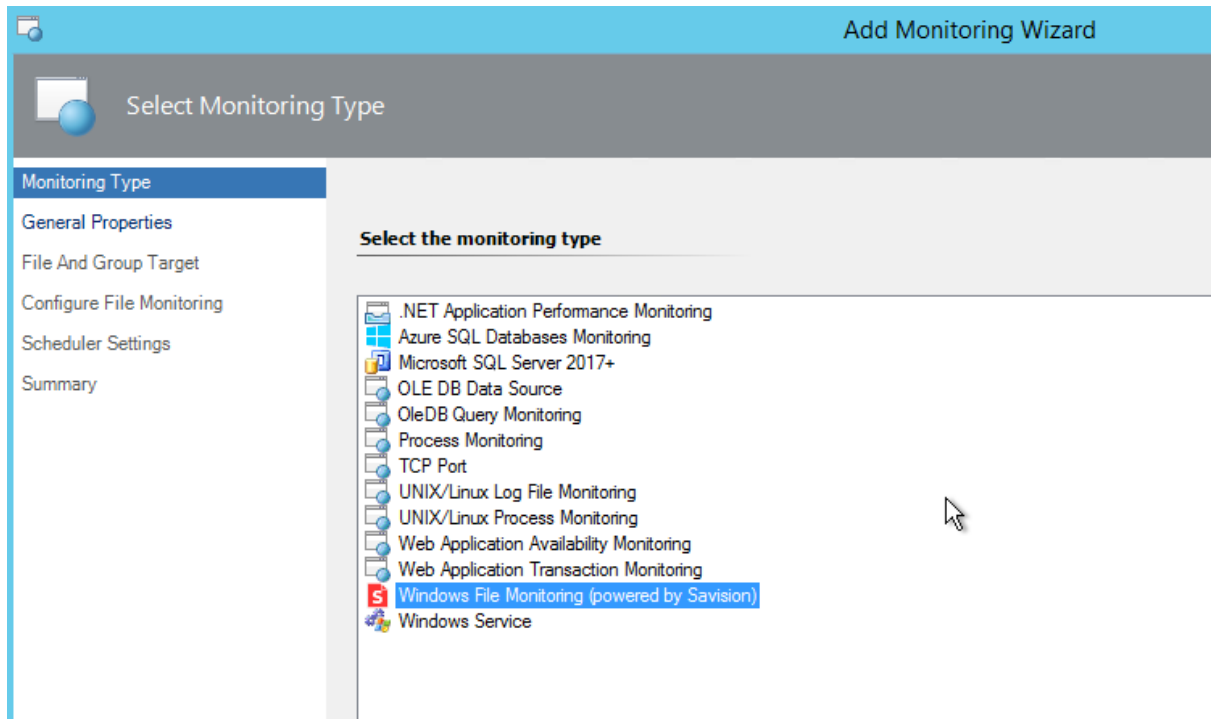 Add Monitoring Wizard
Select Monitoring Type
Monitoring Type
General Properties
File And Group Target
Configure File Monitoring
Scheduler Settings
Summary
Select the monitoring type
.NET Application Performance Monitoring
Azure SQL Databases Monitoring
Microsoft SQL Server 2017+
OLE DB Data Source
OleDB Query Monitoring
Process Monitoring
TCP Port
UNIX/Linux Log File Monitoring
UNIX/Linux Process Monitoring
Web Application Availability Monitoring
Web Application Transaction Monitoring
S Windows File Monitoring (powered by Savision)
Windows Service